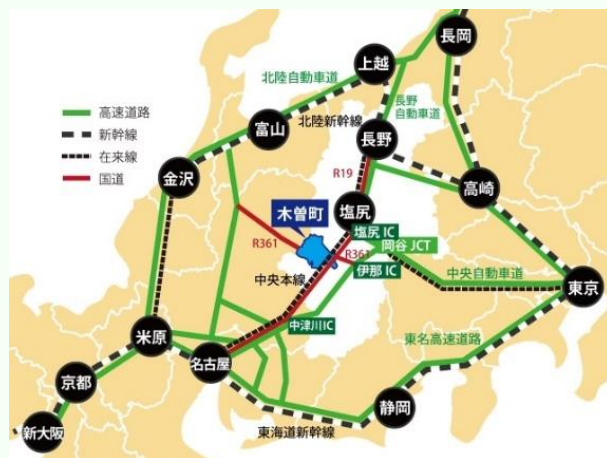 長岡
上越
北陸自動車道
長野
自動車道
高速道路
新幹線
在来線
国道
北陸新幹線
富山
長野
金沢
R19
高崎
木曽町
塩尻
塩尻 IC
岡谷 JCT
R361
R361
伊那 IC
中央自動車道
中央本線
東京
中津川IC
米原
東名高速道路
名古屋
京都
静岡
新大阪
東海道新幹線